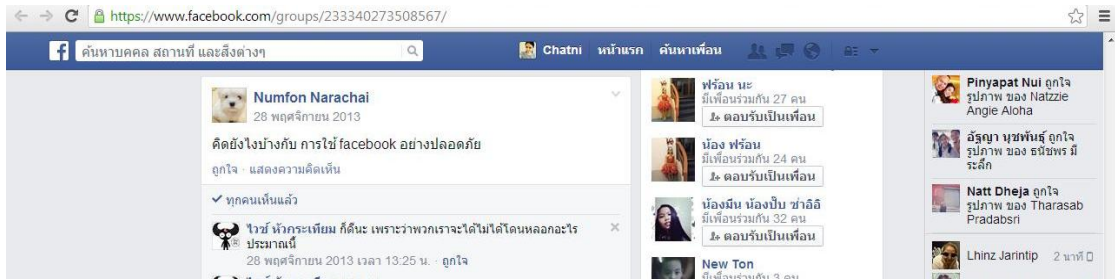 https://www.facebook.com/groups/233340273508567/
ค้นหาบุคคล สถานที่ และสิ่งต่างๆ
Chatni หน้าแรก ค้นหาเพื่อน
Numfon Narachai
28 พฤศจิกายน 2013
คิดยังไงบ้างกับ การใช้ facebook อย่างปลอดภัย
ถูกใจ · แสดงความคิดเห็น
✓ ทุกคนเห็นแล้ว
ไวซ์ หัวกระเทียม ก็ดีนะ เพราะว่าพวกเราจะได้ไม่ได้โดนหลอกอะไร
ประมาณนี้
28 พฤศจิกายน 2013 เวลา 13:25 น. · ถูกใจ
ฟร้อน นะ
มีเพื่อนร่วมกัน 27 คน
ตอบรับเป็นเพื่อน
น้อง ฟร้อน
มีเพื่อนร่วมกัน 24 คน
ตอบรับเป็นเพื่อน
น้องมีน น้องปั๊บ ซ่าอิอิ
มีเพื่อนร่วมกัน 32 คน
ตอบรับเป็นเพื่อน
New Ton
มีเพื่อนร่วมกัน 3 คน
Pinyapat Nui ถูกใจ
รูปภาพ ของ Natzzie
Angie Aloha
อัฐญา นุชพันธุ์ ถูกใจ
รูปภาพ ของ ธนัชพร มี
ระลึก
Natt Dheja ถูกใจ
รูปภาพ ของ Tharasab
Pradabsri
Lhinz Jarintip 2 นาที